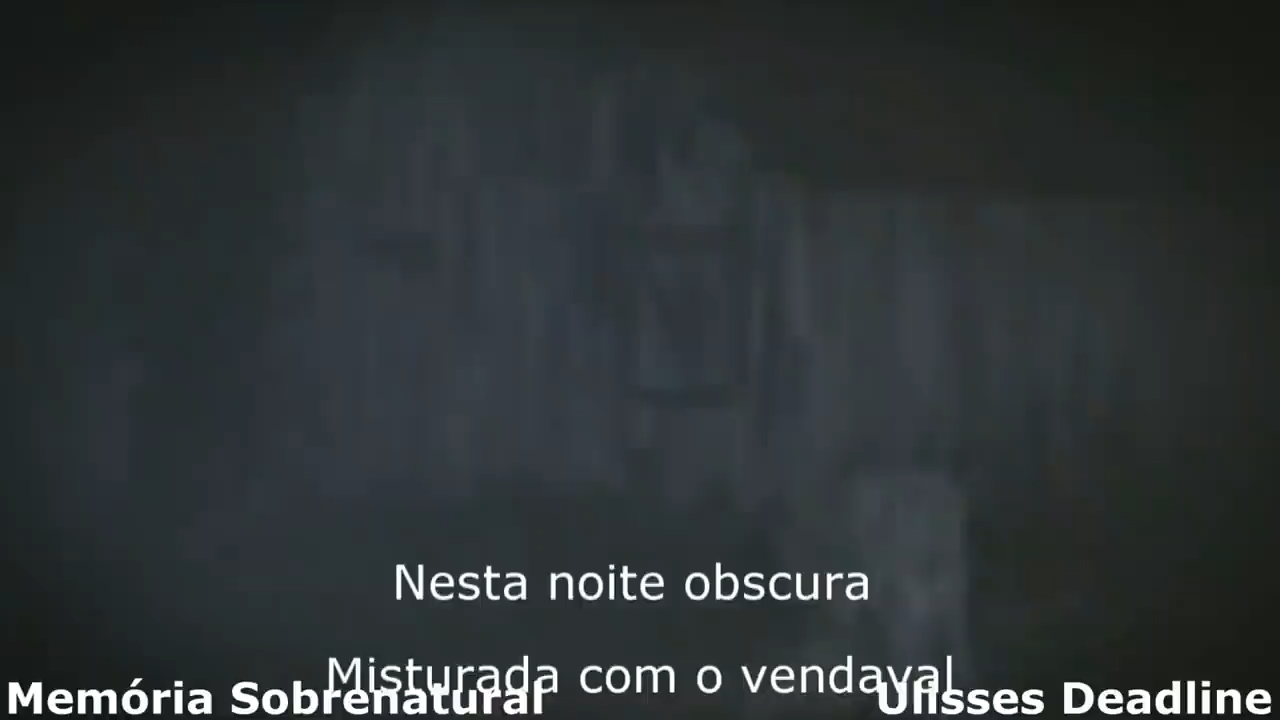 Nesta noite obscura
Misturada com o vendaval
Memória Sobrenatural
Ulisses Deadline